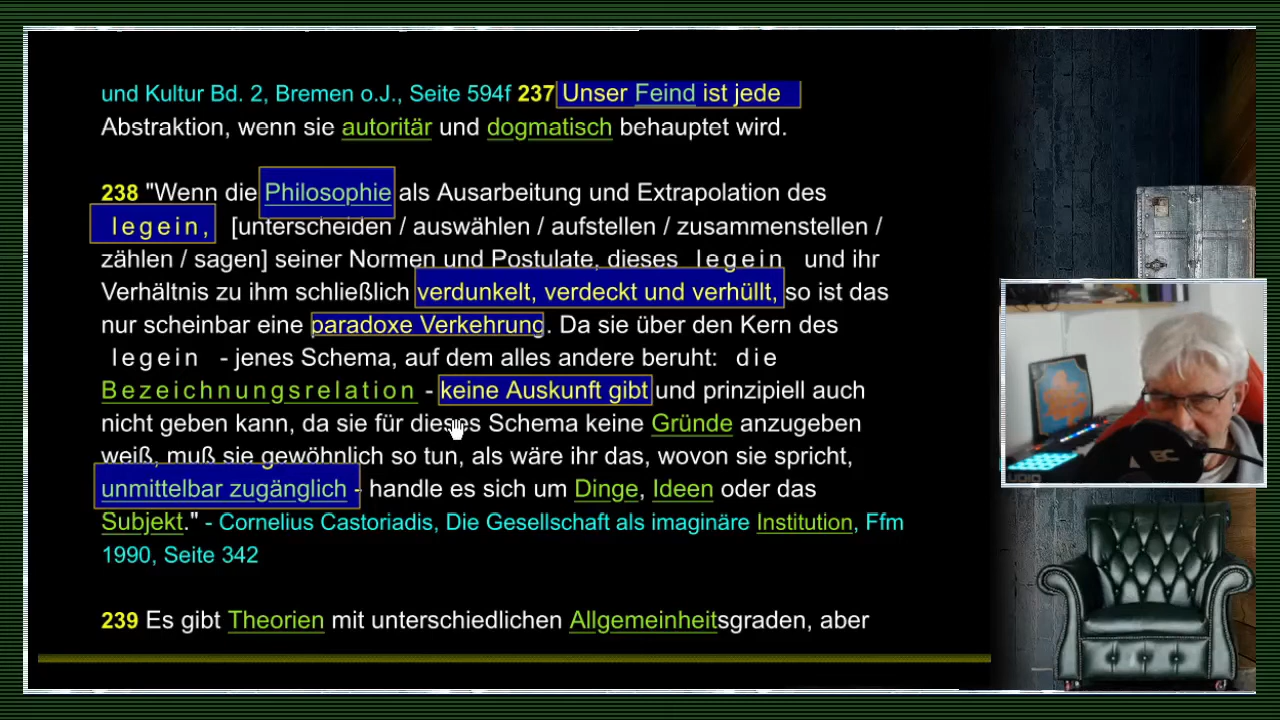 und Kultur Bd. 2, Bremen o.J., Seite 594f 237 Unser Feind ist jede
Abstraktion, wenn sie autoritär und dogmatisch behauptet wird.
238 "Wenn die Philosophie als Ausarbeitung und Extrapolation des
legein, [unterscheiden / auswählen / aufstellen / zusammenstellen /
zählen / sagen] seiner Normen und Postulate, dieses legein und ihr
Verhältnis zu ihm schließlich verdunkelt, verdeckt und verhüllt, so ist das
nur scheinbar eine paradoxe Verkehrung. Da sie über den Kern des
legein - jenes Schema, auf dem alles andere beruht: die
Bezeichnungsrelation - keine Auskunft gibt und prinzipiell auch
nicht geben kann, da sie für dieses Schema keine Gründe anzugeben
weiß, muß sie gewöhnlich so tun, als wäre ihr das, wovon sie spricht,
unmittelbar zugänglich - handle es sich um Dinge, Ideen oder das
Subjekt." - Cornelius Castoriadis, Die Gesellschaft als imaginäre Institution, Ffm
1990, Seite 342
239 Es gibt Theorien mit unterschiedlichen Allgemeinheitsgraden, aber